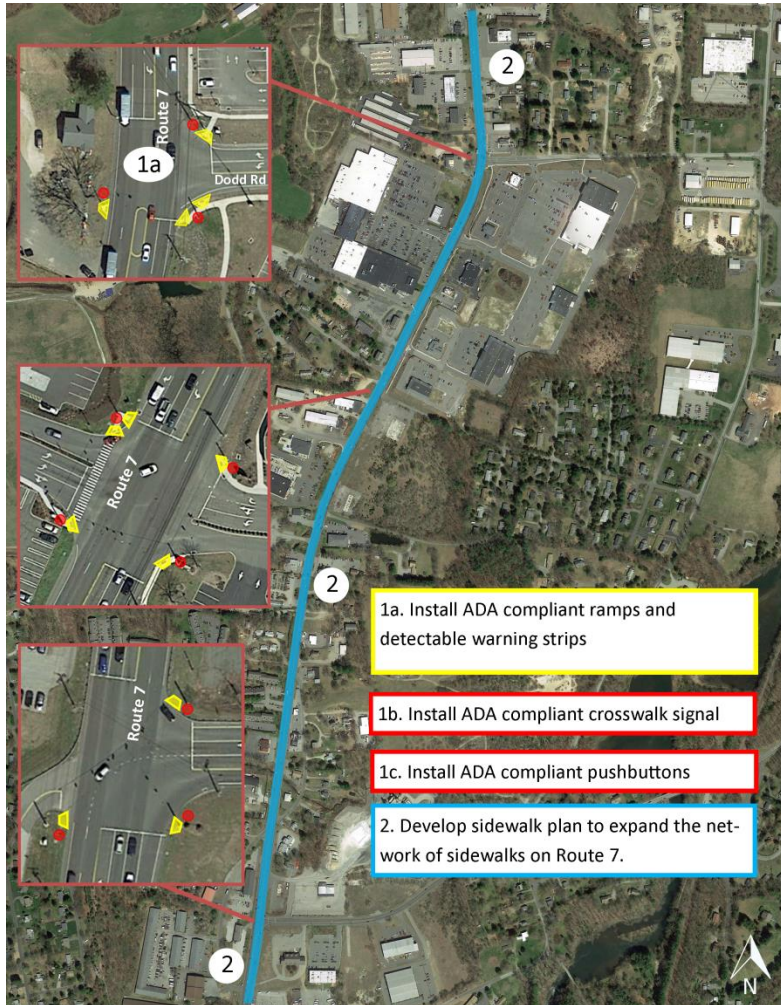 2
Route 7
1a
Dodd Rd
Route 7
2
1a. Install ADA compliant ramps and
detectable warning strips
Route 7
1b. Install ADA compliant crosswalk signal
1c. Install ADA compliant pushbuttons
2. Develop sidewalk plan to expand the net-
work of sidewalks on Route 7.
2
N